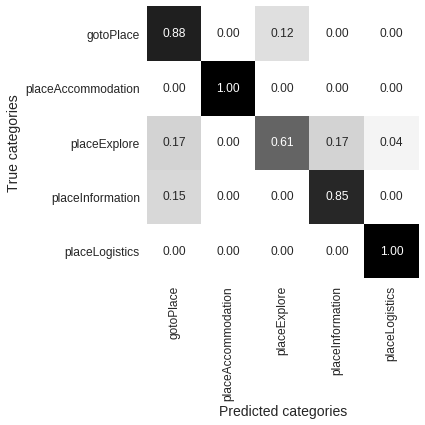 gotoPlace 0.88 0.00 0.12 0.00 0.00
placeAccommodation 0.00 1.00 0.00 0.00 0.00
placeExplore 0.17 0.00 0.61 0.17 0.04
placeInformation 0.15 0.00 0.00 0.85 0.00
placeLogistics 0.00 0.00 0.00 0.00 1.00
True categories
gotoPlace
placeAccommodation
placeExplore
placeInformation
placeLogistics
Predicted categories